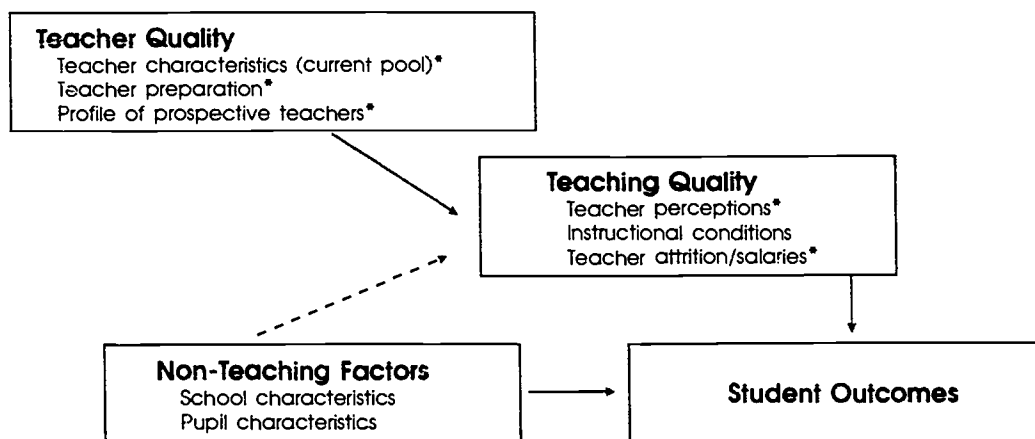 Teacher Quality
Teacher characteristics (current pool)*
Teacher preparation*
Profile of prospective teachers*
Teaching Quality
Teacher perceptions*
Instructional conditions
Teacher attrition/salaries*
Non-Teaching Factors
School characteristics
Pupil characteristics
Student Outcomes